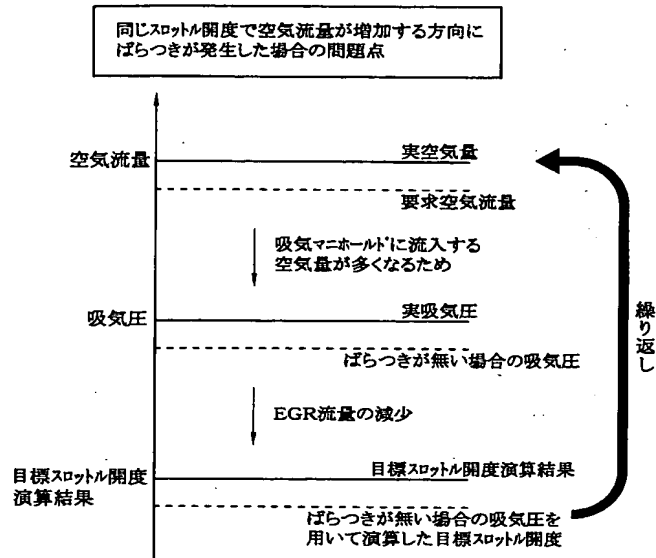 同じスロットル開度で空気流量が増加する方向に
ばらつきが発生した場合の問題点
空気流量
実空気量
要求空気流量
吸気マニホールドに流入する
空気量が多くなるため
吸気圧
実吸気圧
ばらつきが無い場合の吸気圧
EGR流量の減少
目標スロットル開度
演算結果
目標スロットル開度演算結果
ばらつきが無い場合の吸気圧を
用いて演算した目標スロットル開度
繰り返し